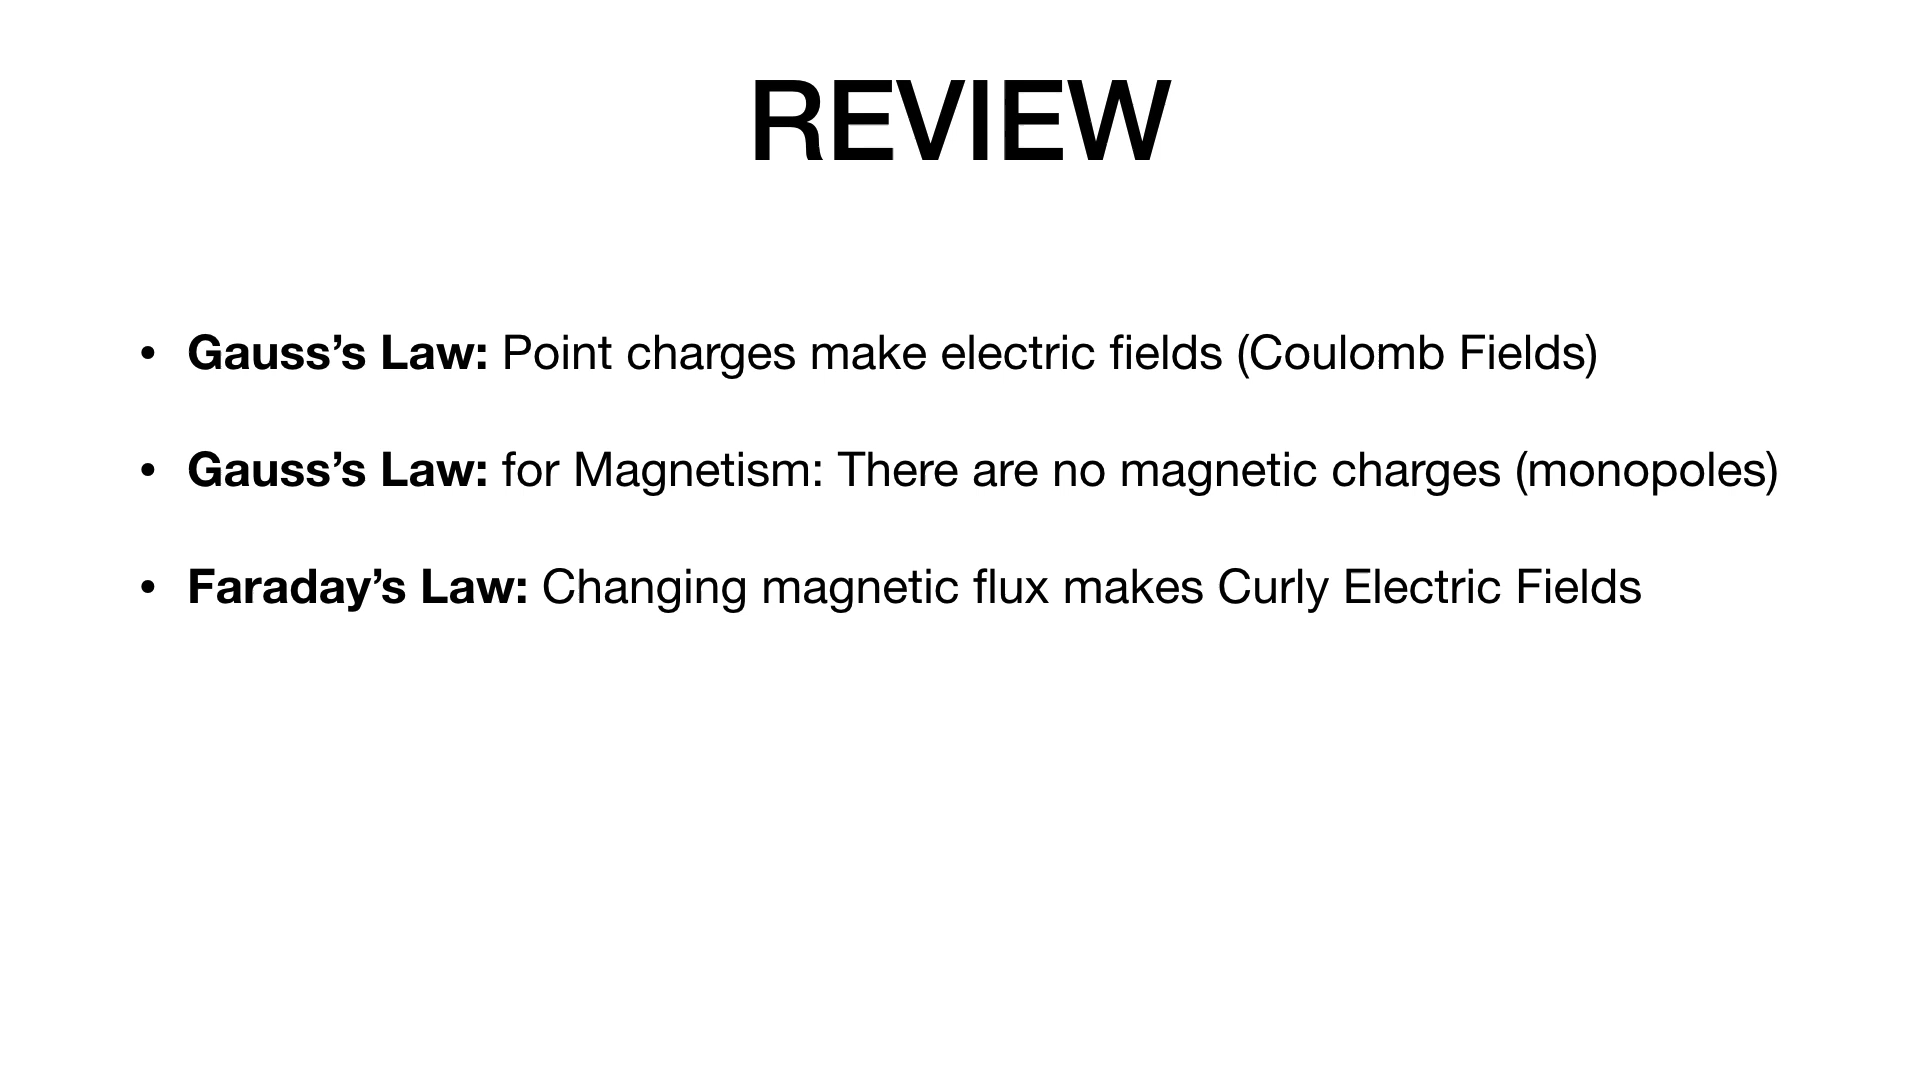 REVIEW
• Gauss’s Law: Point charges make electric fields (Coulomb Fields)
• Gauss’s Law: for Magnetism: There are no magnetic charges (monopoles)
• Faraday’s Law: Changing magnetic flux makes Curly Electric Fields